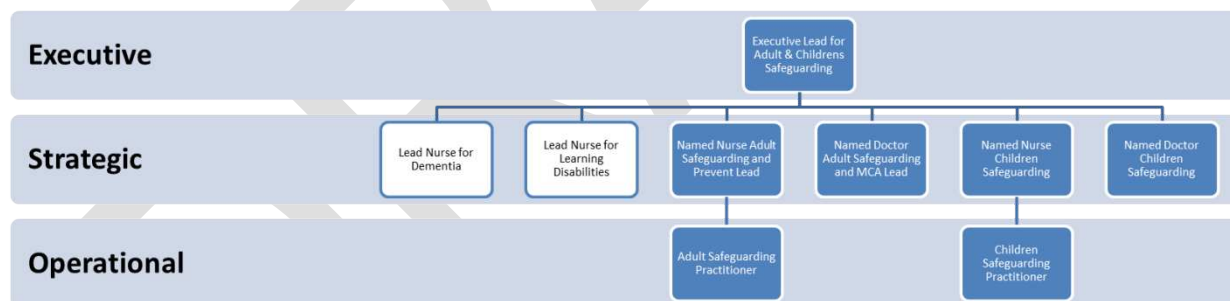 Executive
Executive Lead for
Adult & Childrens
Safeguarding
Strategic
Lead Nurse for
Dementia
Lead Nurse for
Learning
Disabilities
Named Nurse Adult
Safeguarding and
Prevent Lead
Named Doctor
Adult Safeguarding
and MCA Lead
Named Nurse
Children
Safeguarding
Named Doctor
Children
Safeguarding
Operational
Adult Safeguarding
Practitioner
Children
Safeguarding
Practitioner